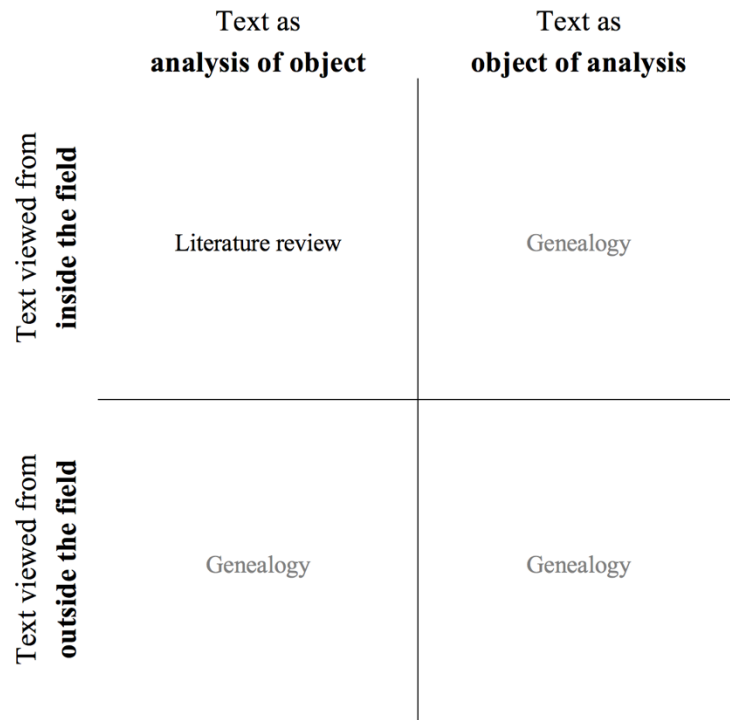 Text as
analysis of object
Text as
object of analysis
Text viewed from
inside the field
Literature review
Genealogy
Text viewed from
outside the field
Genealogy
Genealogy